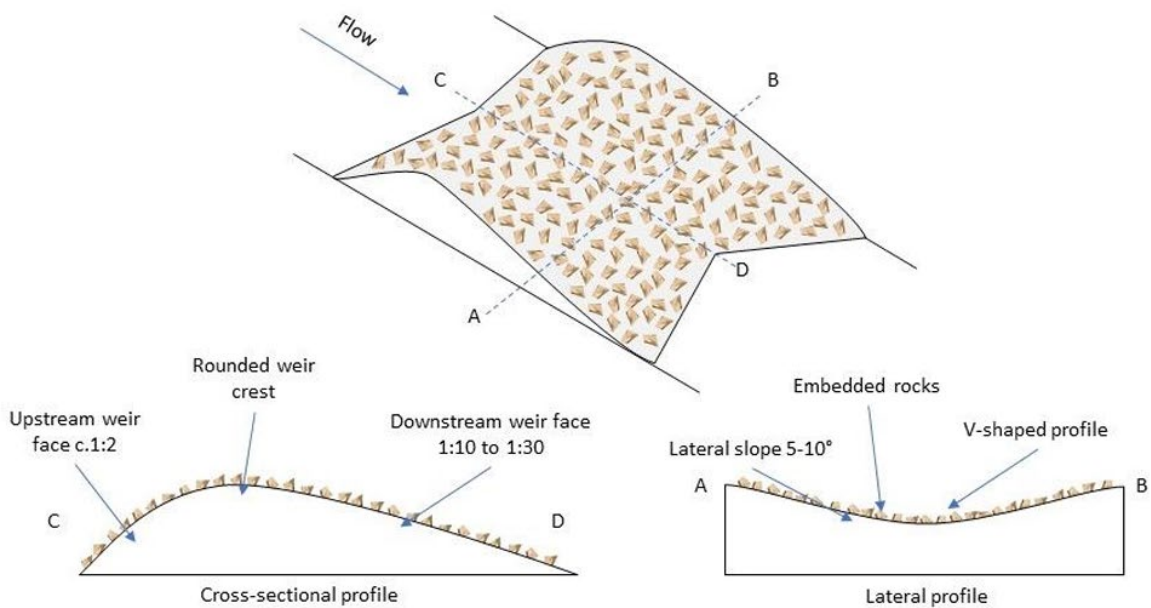 Flow
C
B
D
A
Rounded weir
crest
Upstream weir
face c.1:2
Downstream weir face
1:10 to 1:30
C
D
Cross-sectional profile
Embedded rocks
V-shaped profile
Lateral slope 5-10°
A
B
Lateral profile